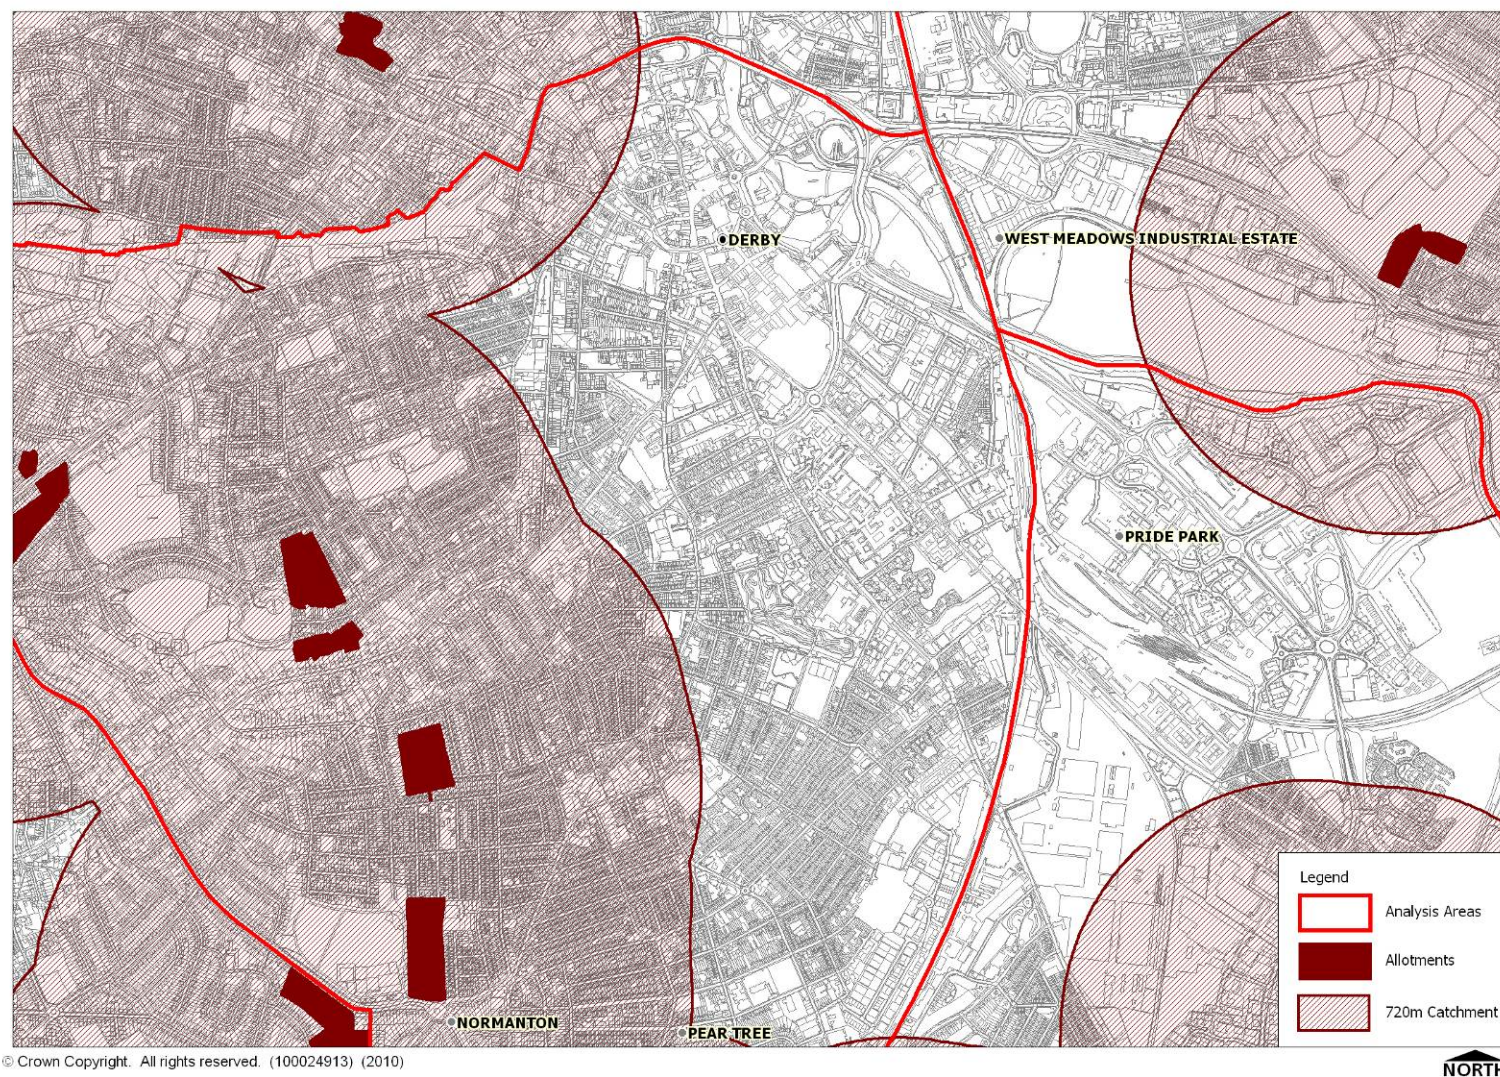 DERBY
WEST MEADOWS INDUSTRIAL ESTATE
PRIDE PARK
NORMANTON
PEAR TREE
Legend
Analysis Areas
Allotments
720m Catchment
© Crown Copyright. All rights reserved. (100024913) (2010)
NORTH